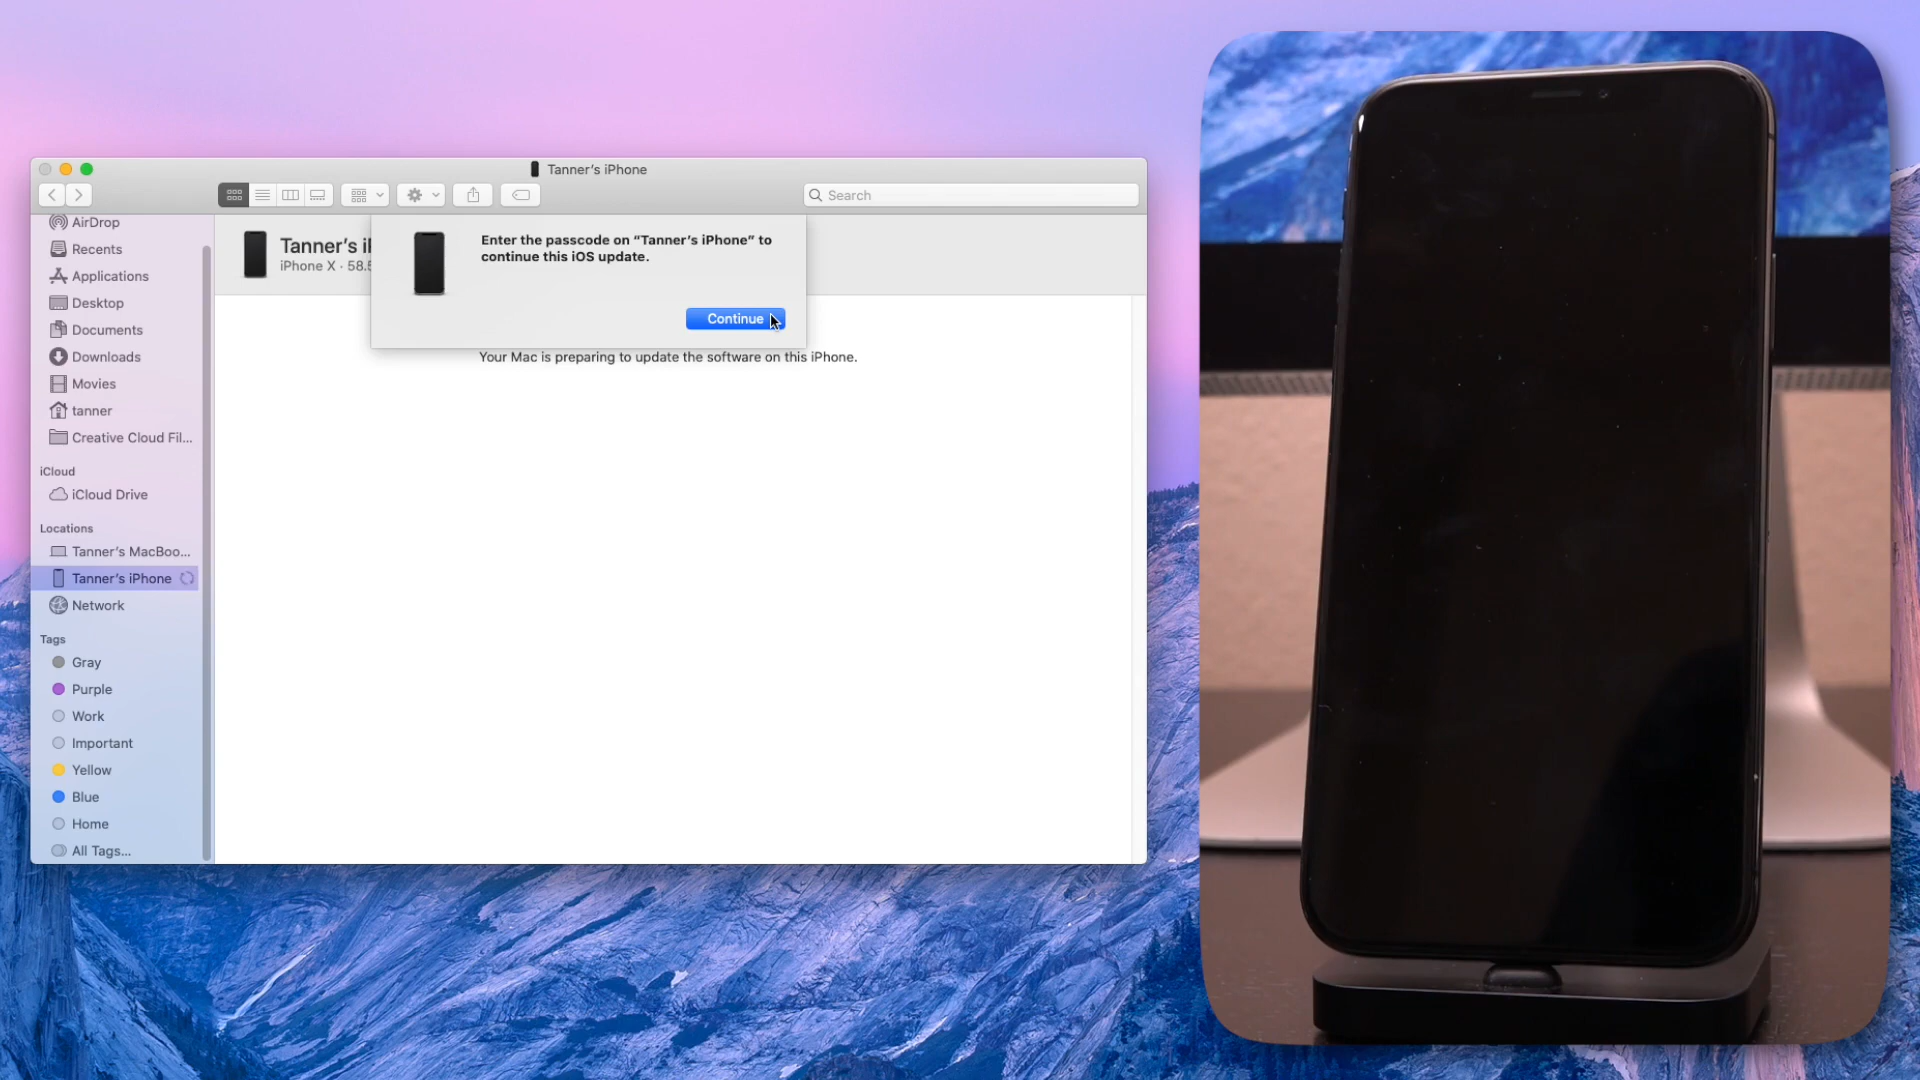 Tanner's iPhone
Search
AirDrop
Recents
Applications
Desktop
Documents
Downloads
Movies
tanner
Creative Cloud Fil...
iCloud
iCloud Drive
Locations
Tanner's MacBoo...
Tanner's iPhone
Network
Tags
Gray
Purple
Work
Important
Yellow
Blue
Home
All Tags...
Tanner's iP
iPhone X · 58.5
Enter the passcode on “Tanner's iPhone” to
continue this iOS update.
Continue
Your Mac is preparing to update the software on this iPhone.